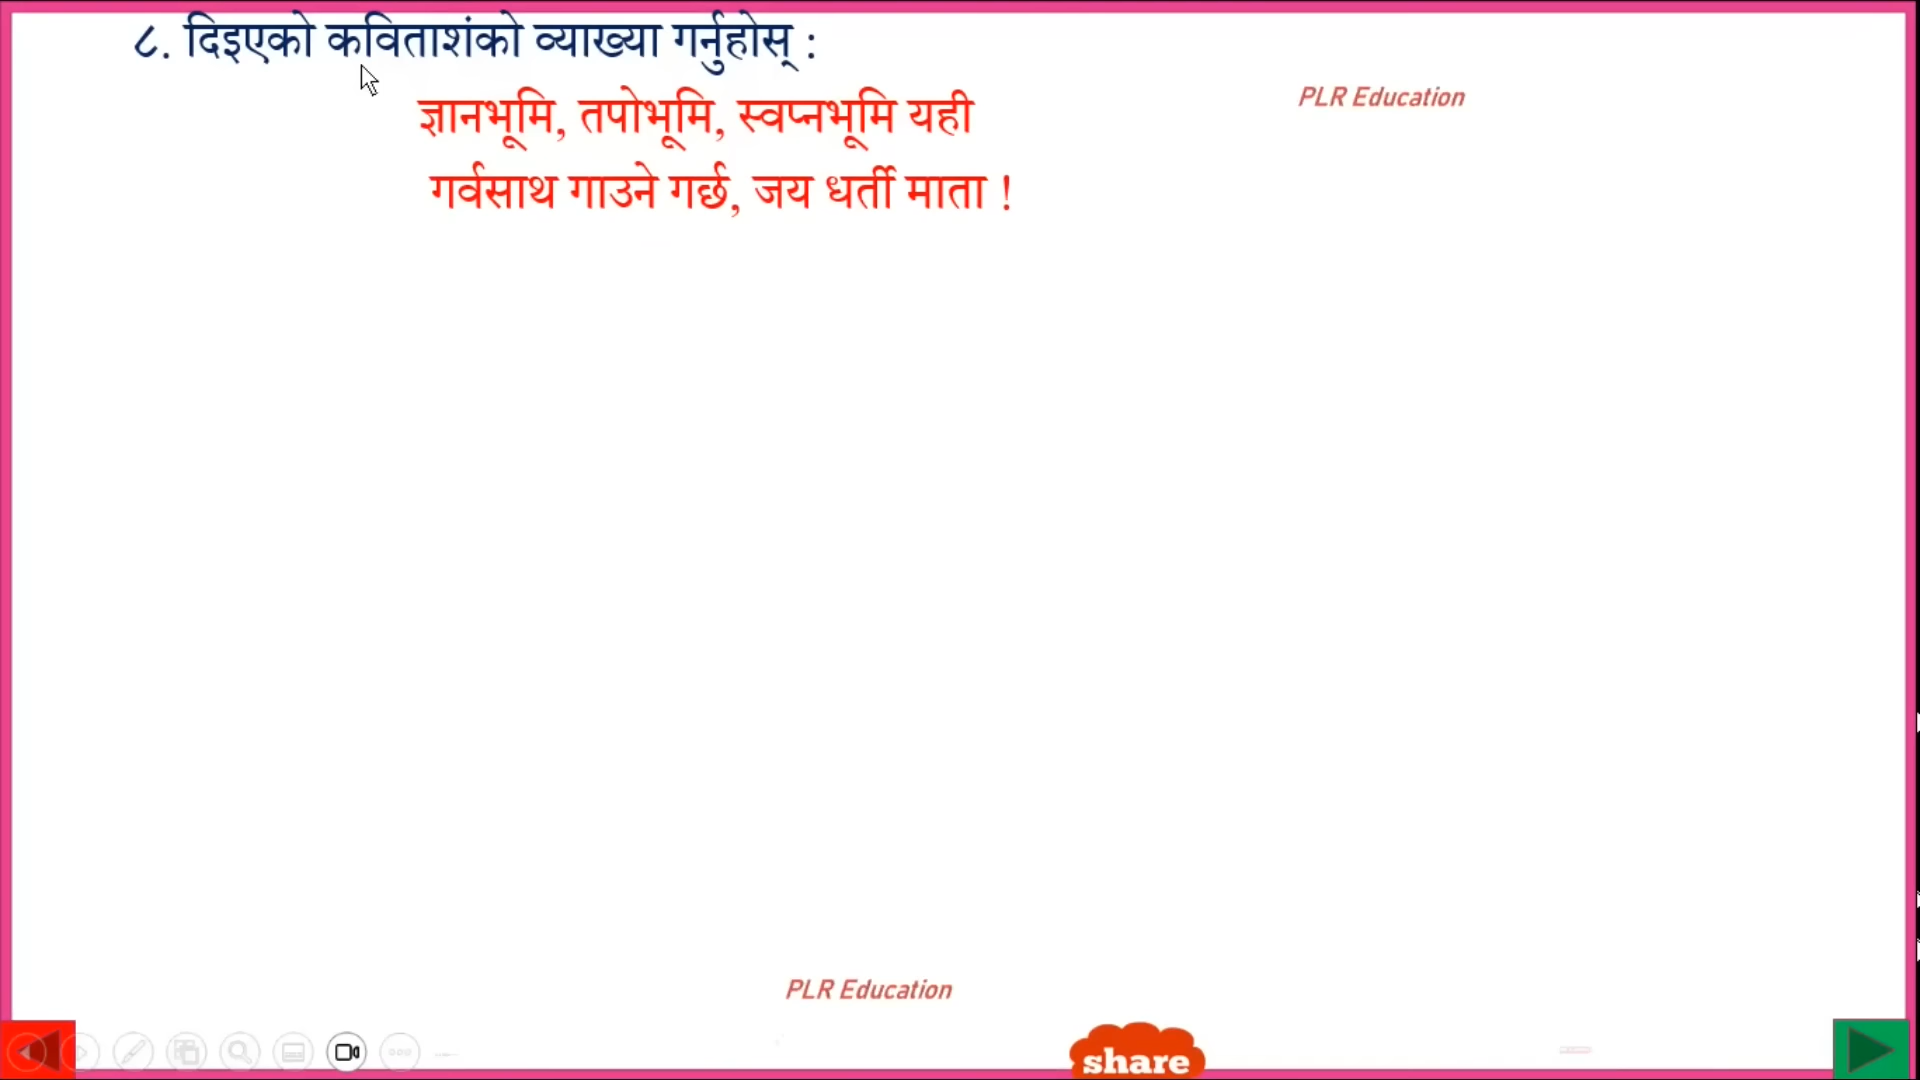 ८. दिइएको कविताशंको व्याख्या गर्नुहोस् :
PLR Education
ज्ञानभूमि, तपोभूमि, स्वप्नभूमि यही
गर्वसाथ गाउने गर्छ, जय धर्ती माता !
PLR Education
share